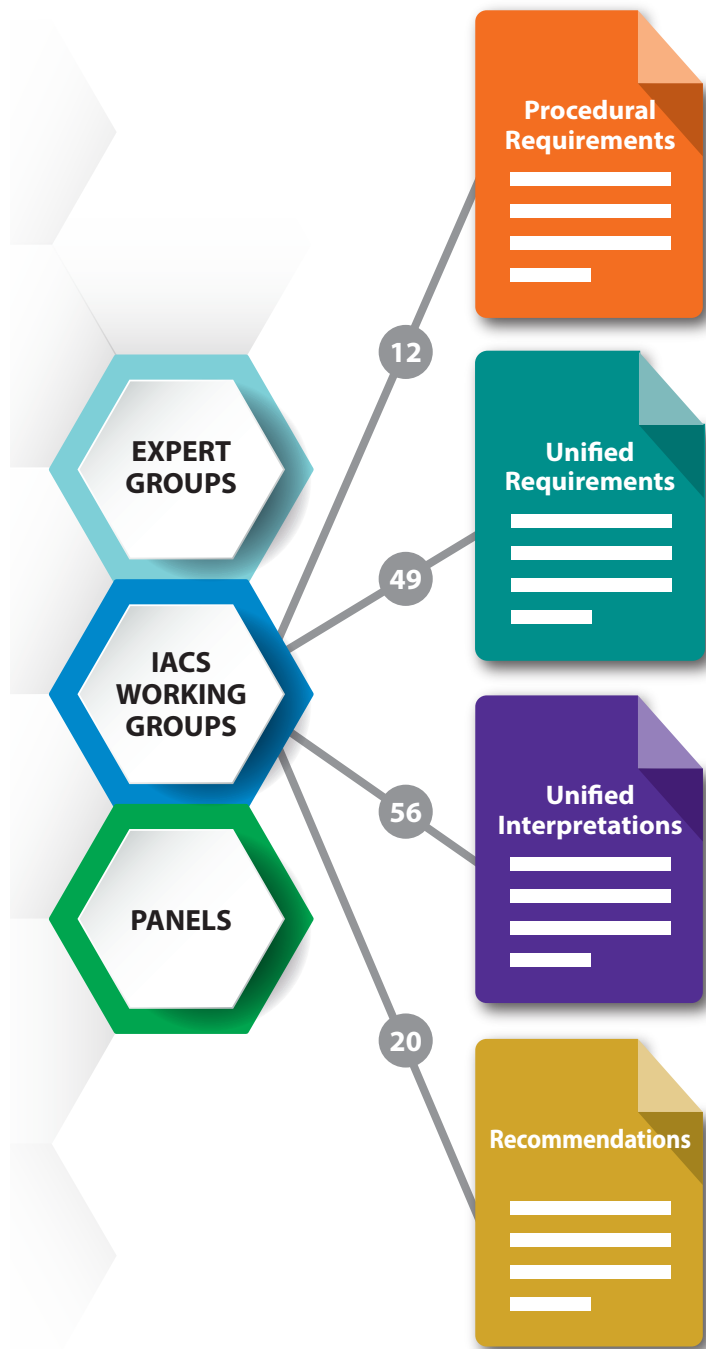 Procedural
Requirements
12
EXPERT
GROUPS
Unified
Requirements
49
IACS
WORKING
GROUPS
56
Unified
Interpretations
PANELS
20
Recommendations